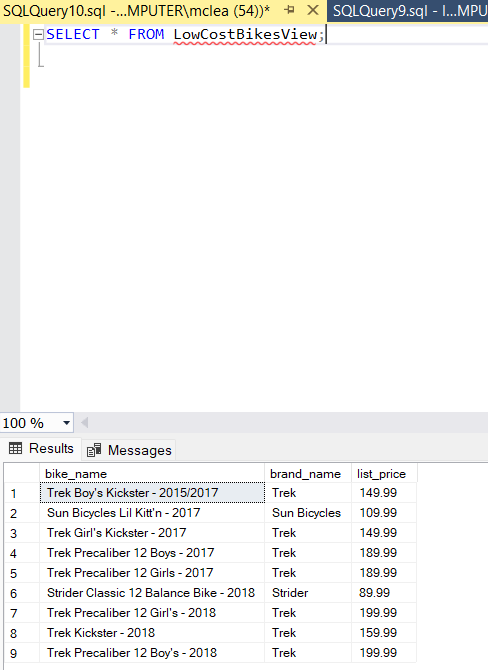 SQLQuery10.sql -...MPUTER\mclea (54))* SQLQuery9.sql - l...MPU
SELECT * FROM LowCostBikesView;
100 %
Results Messages
bike_name brand_name list_price
1 Trek Boy's Kickster - 2015/2017 Trek 149.99
2 Sun Bicycles Lil Kitt'n - 2017 Sun Bicycles 109.99
3 Trek Girl's Kickster - 2017 Trek 149.99
4 Trek Precaliber 12 Boys - 2017 Trek 189.99
5 Trek Precaliber 12 Girls - 2017 Trek 189.99
6 Strider Classic 12 Balance Bike - 2018 Strider 89.99
7 Trek Precaliber 12 Girl's - 2018 Trek 199.99
8 Trek Kickster - 2018 Trek 159.99
9 Trek Precaliber 12 Boy's - 2018 Trek 199.99